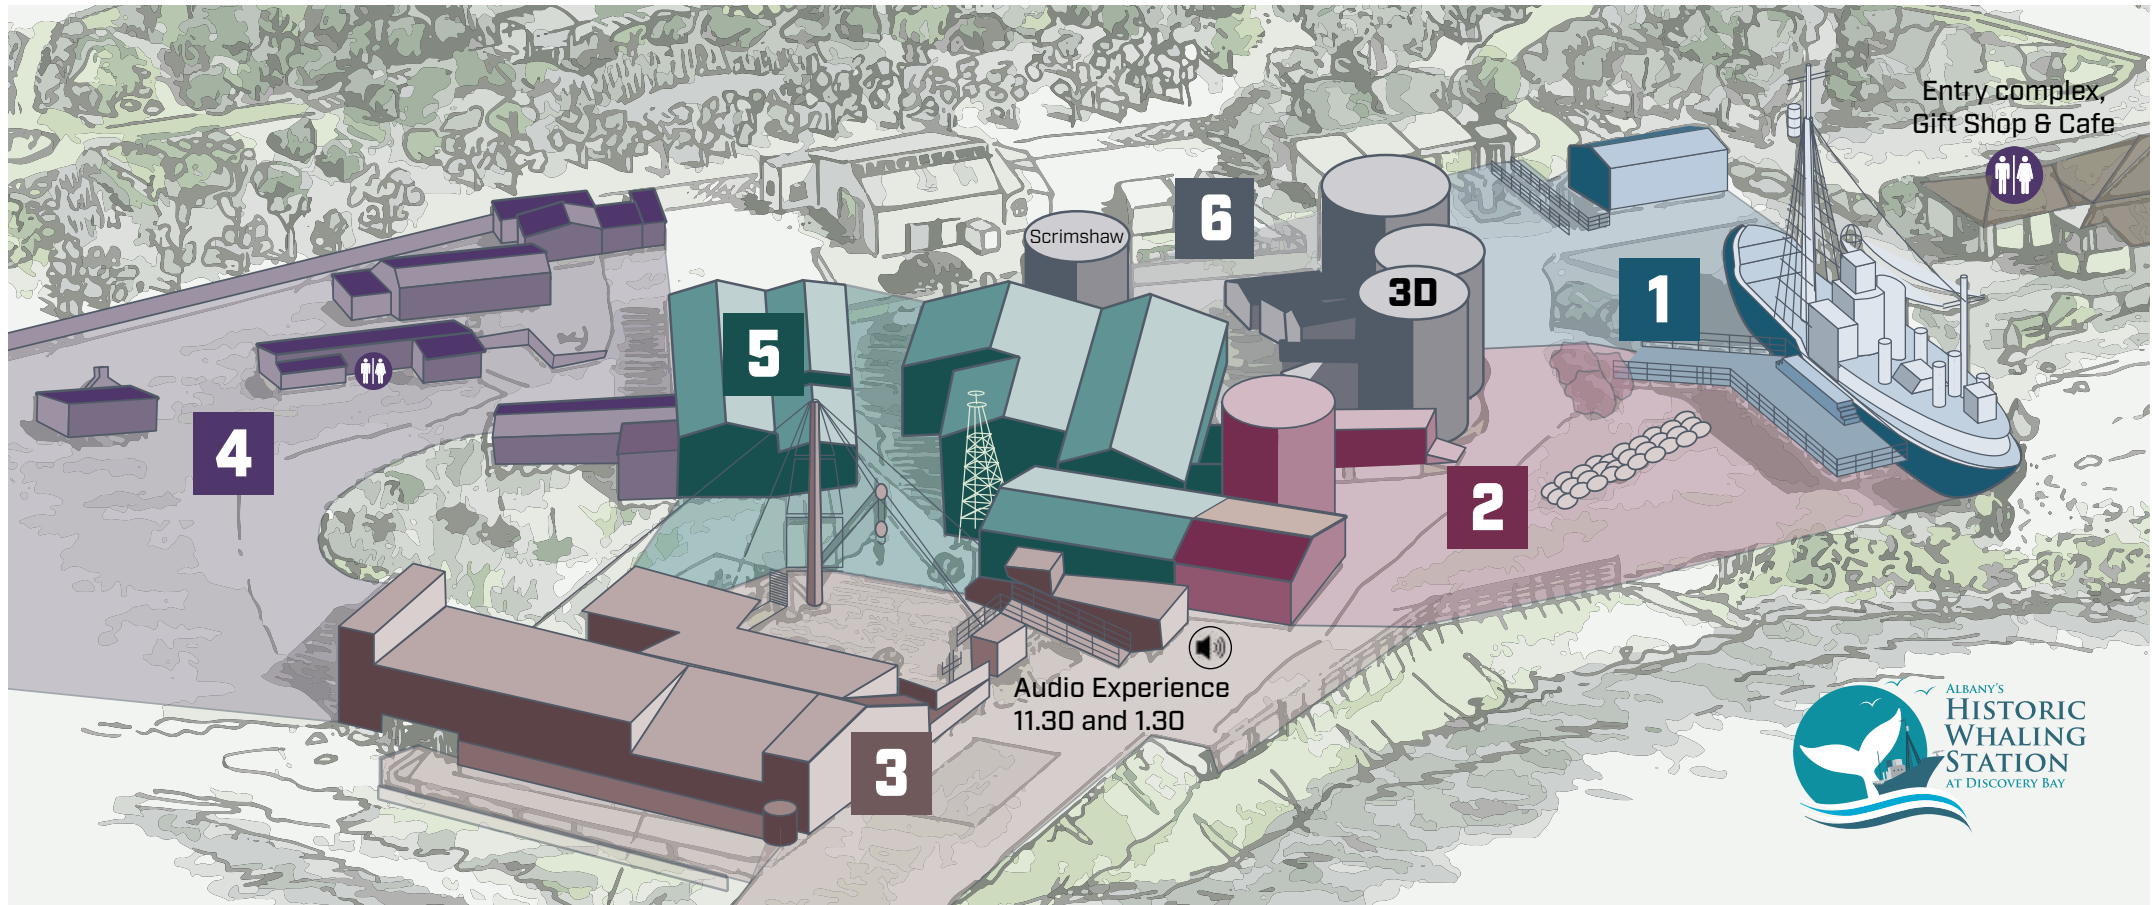 Entry complex,
Gift Shop & Cafe
6
Scrimshaw
3D
1
5
4
2
Audio Experience
11.30 and 1.30
3
ALBANY'S
HISTORIC
WHALING
STATION
AT DISCOVERY BAY